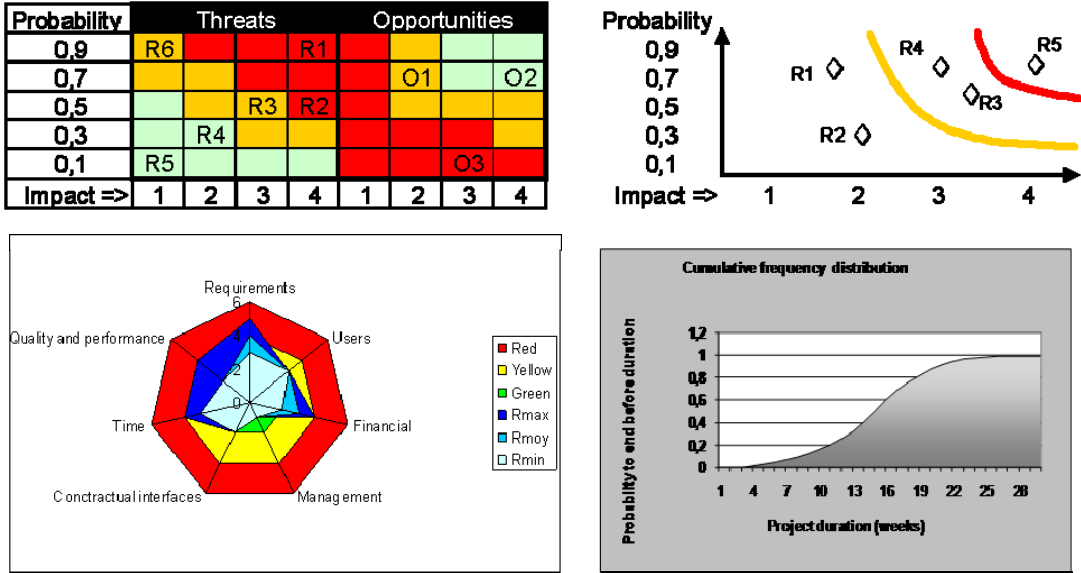 Probability Threats Opportunities
0,9 R6 R1
0,7 O1 O2
0,5 R3 R2
0,3 R4
0,1 R5 O3
Impact => 1 2 3 4 1 2 3 4
Probability
0,9 R4 R5
0,7 R1
0,5 R3
0,3 R2
0,1
Impact => 1 2 3 4
Requirements
6
Quality and performance 4 Users
2
0
Time Financial
Conctractual interfaces Management
Red
Yellow
Green
Rmax
Rmoy
Rmin
Cumulative frequency distribution
Probablity to end before duration
1,2
1
0,8
0,6
0,4
0,2
0
1 4 7 10 13 16 19 22 25 28
Project duration (weeks)